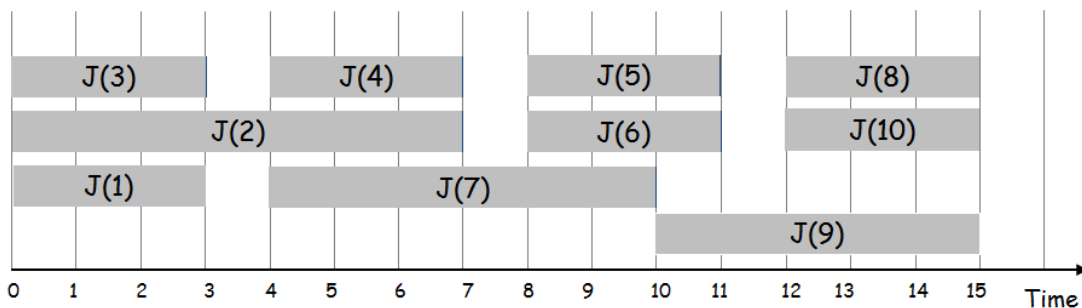 J(3) J(4) J(5) J(8)
J(2) J(6) J(10)
J(1) J(7)
J(9)
0 1 2 3 4 5 6 7 8 9 10 11 12 13 14 15 Time